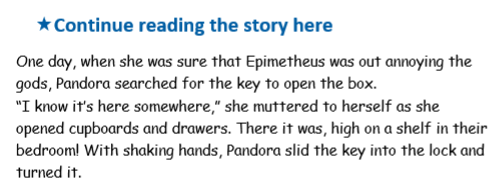 ★Continue reading the story here
One day, when she was sure that Epimetheus was out annoying the
gods, Pandora searched for the key to open the box.
“I know it’s here somewhere,” she muttered to herself as she
opened cupboards and drawers. There it was, high on a shelf in their
bedroom! With shaking hands, Pandora slid the key into the lock and
turned it.